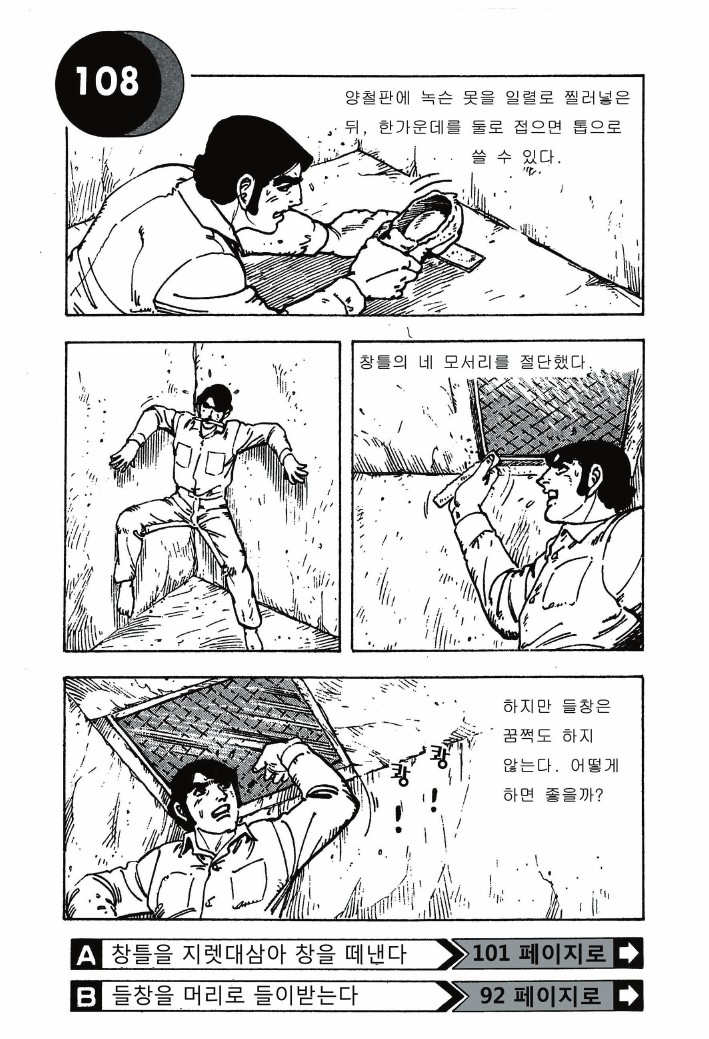 108
양철판에 녹슨 못을 일렬로 찔러넣은
뒤, 한가운데를 둘로 접으면 톱으로
쓸 수 있다.
창틀의 네 모서리를 절단했다.
쾅
쾅
!
!
하지만 들창은
꿈쩍도 하지
않는다. 어떻게
하면 좋을까?
A 창틀을 지렛대삼아 창을 떼낸다 101 페이지로
B 들창을 머리로 들이받는다 92 페이지로